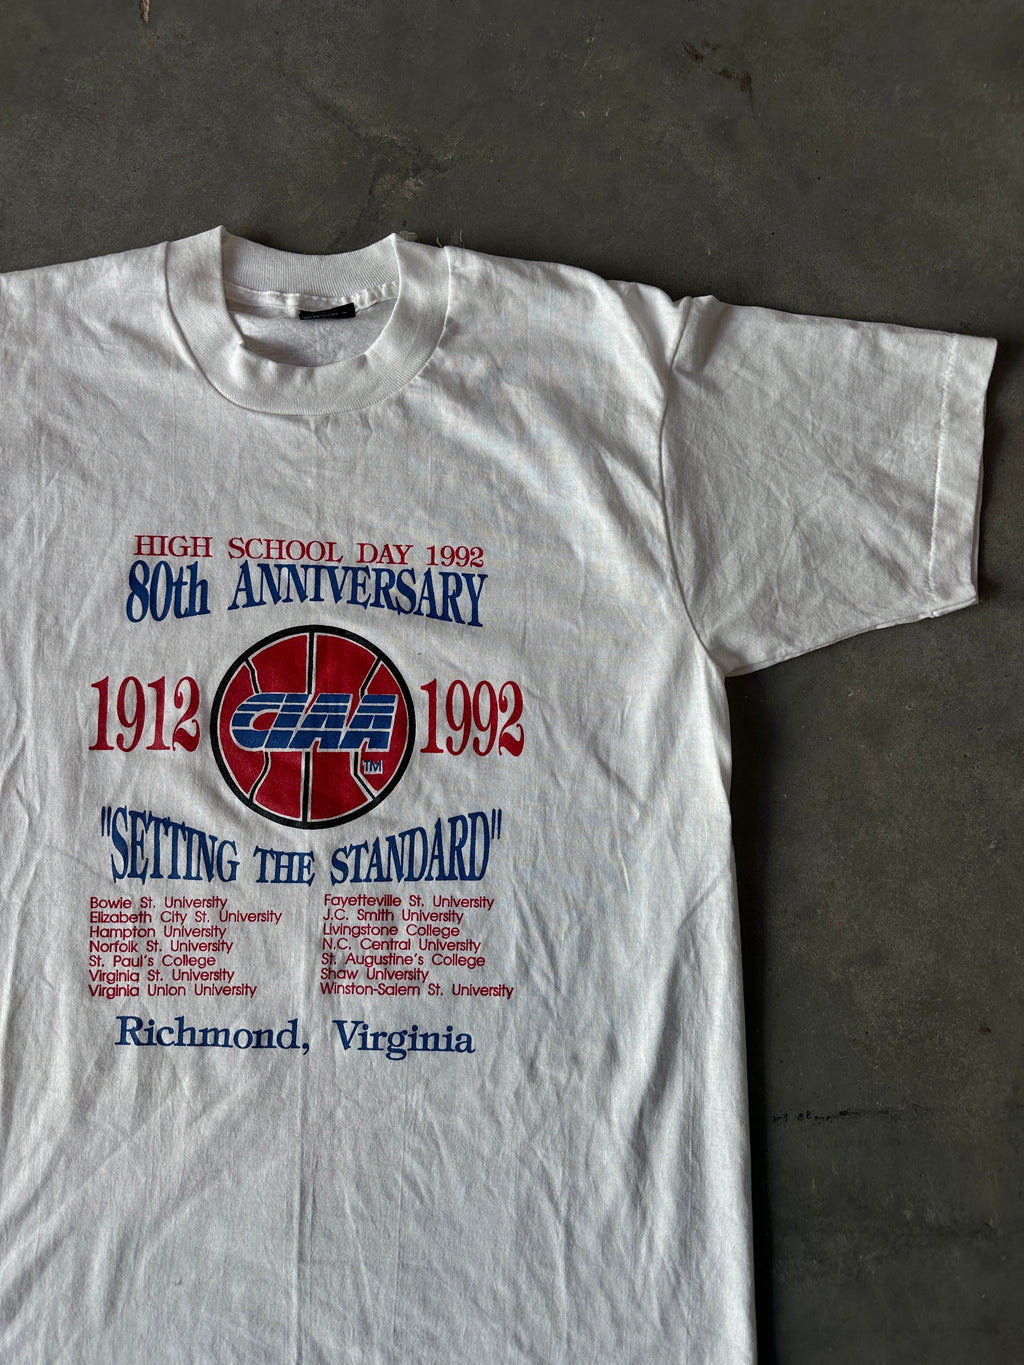 HIGH SCHOOL DAY 1992
80th ANNIVERSARY
1912 CIAA 1992
TM
"SETTING THE STANDARD"
Bowie St. University
Elizabeth City St. University
Hampton University
Norfolk St. University
St. Paul's College
Virginia St. University
Virginia Union University
Fayetteville St. University
J.C. Smith University
Livingstone College
N.C. Central University
St. Augustine's College
Shaw University
Winston-Salem St. University
Richmond, Virginia